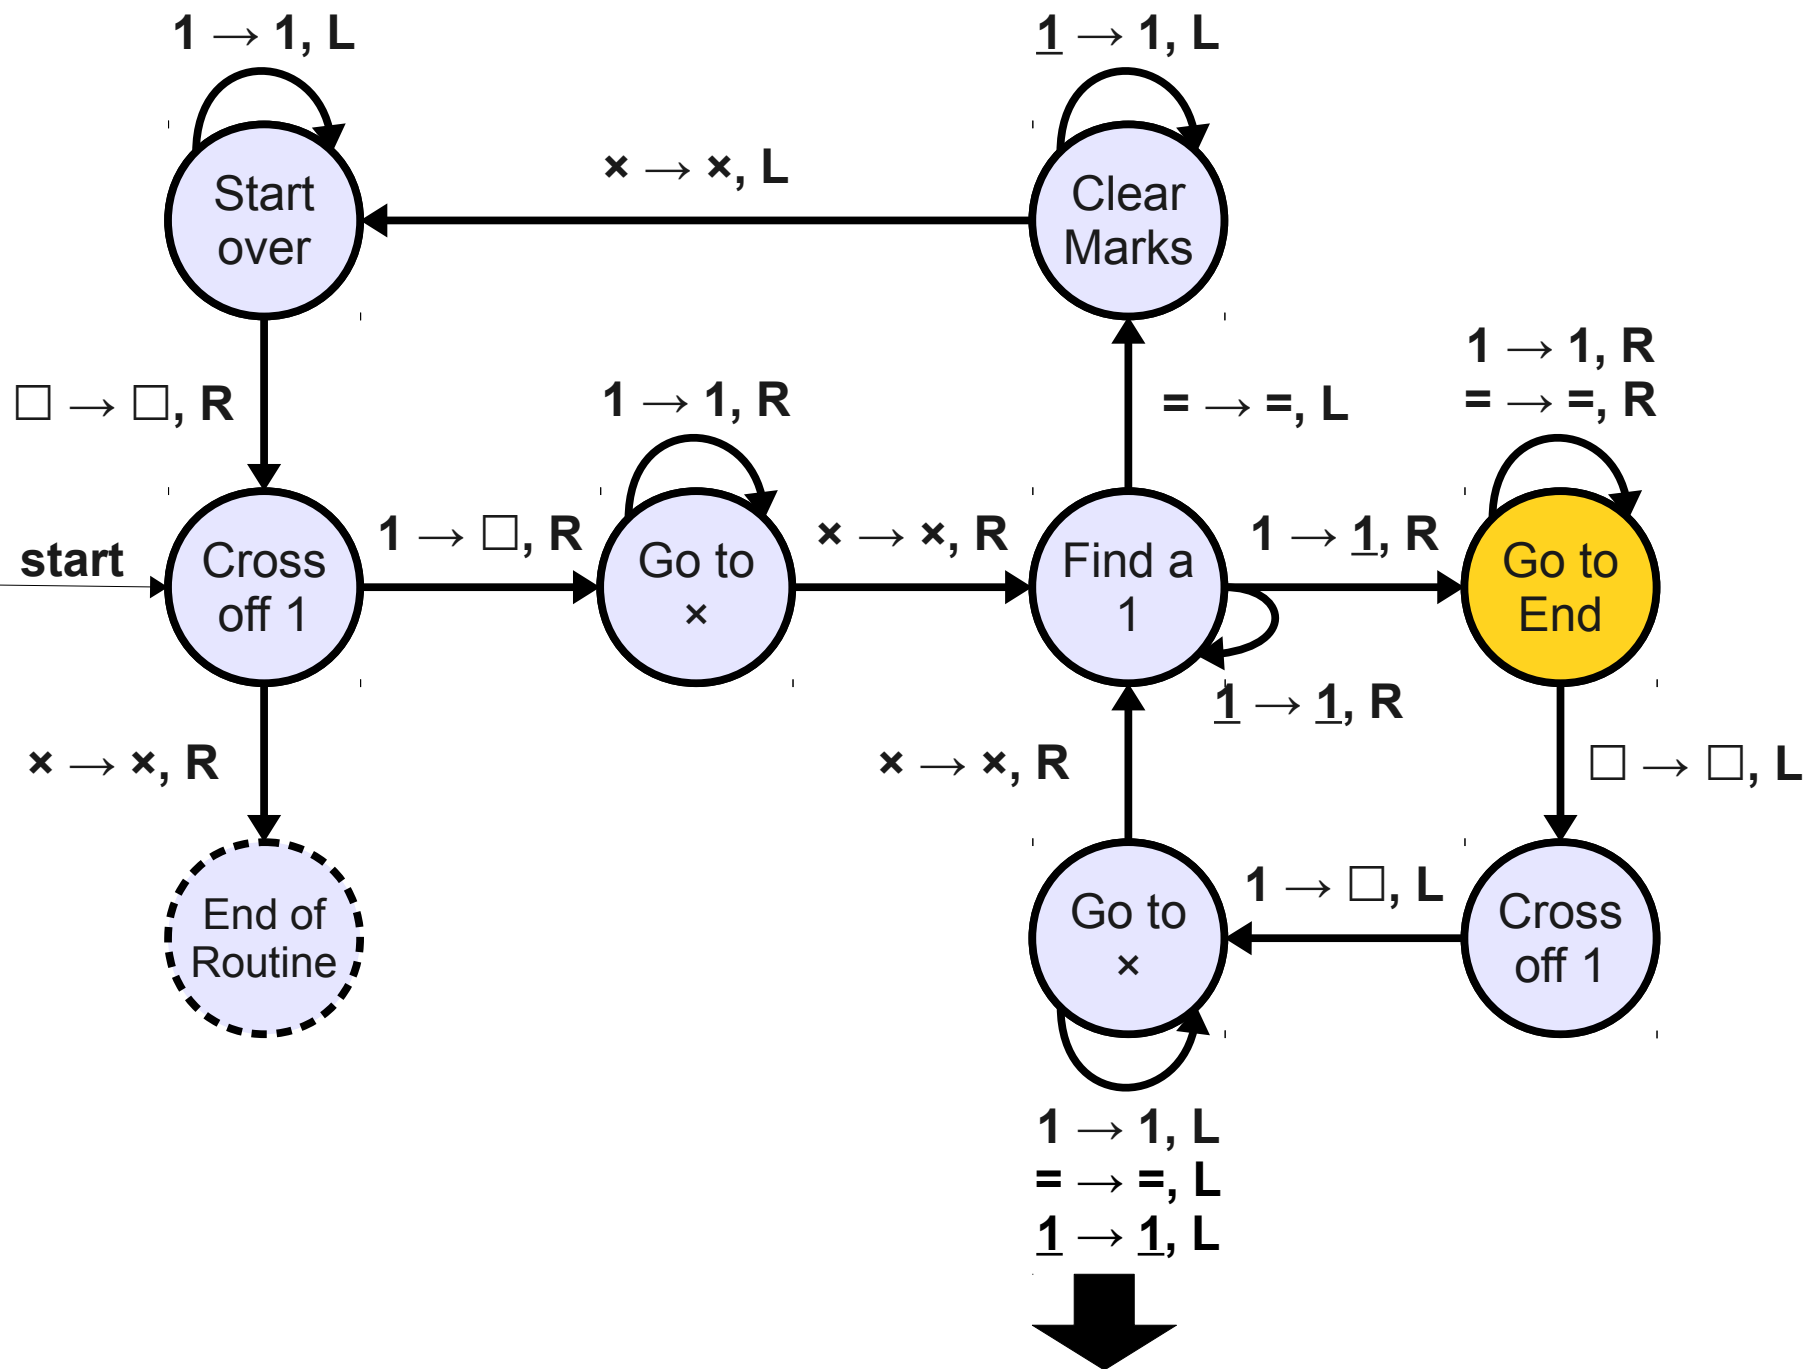 1 → 1, L
1 → 1, L
Start
over
× → ×, L
Clear
Marks
□ → □, R
1 → 1, R
= → =, L
1 → 1, R
= → =, R
start
Cross
off 1
1 → □, R
Go to
×
× → ×, R
Find a
1
1 → 1, R
Go to
End
1 → 1, R
× → ×, R
× → ×, R
□ → □, L
End of
Routine
Go to
×
1 → □, L
Cross
off 1
1 → 1, L
= → =, L
1 → 1, L